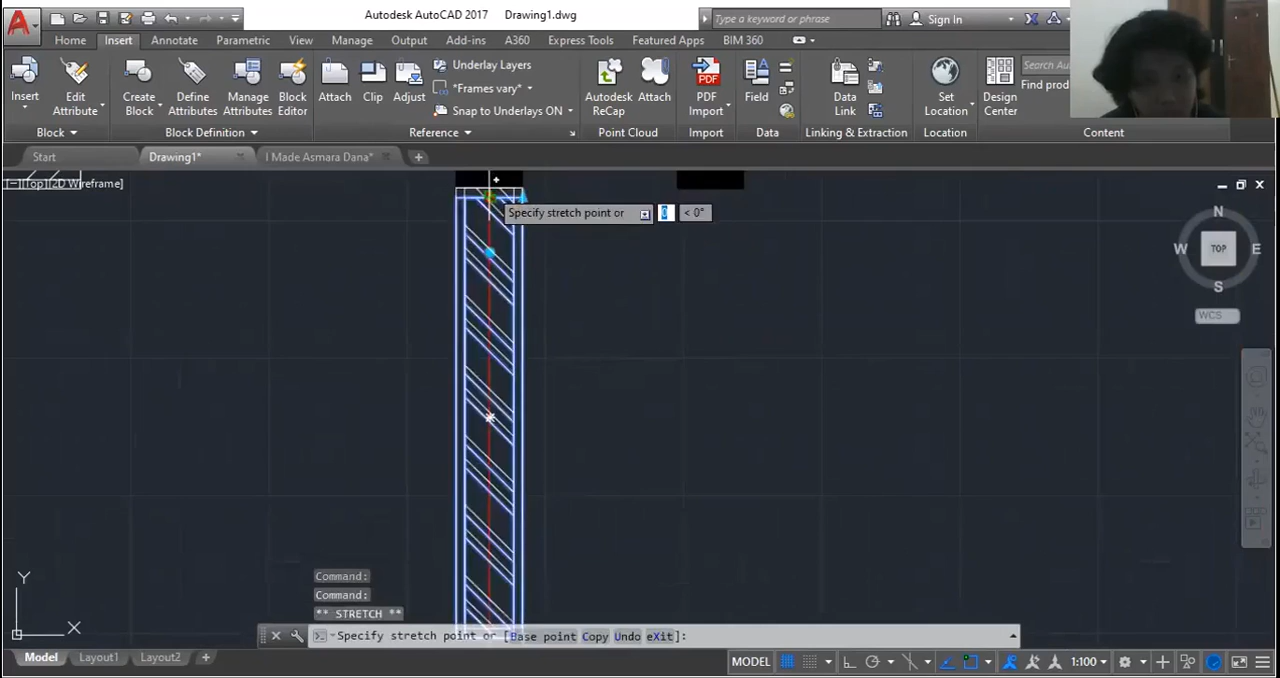 Autodesk AutoCAD 2017 Drawing1.dwg
Type a keyword or phrase
Sign In
Home Insert Annotate Parametric View Manage Output Add-ins A360 Express Tools Featured Apps BIM 360
Insert
Edit Attribute
Create Block
Define Attributes
Manage Attributes
Block Editor
Attach
Clip
Adjust
Underlay Layers
*Frames vary*
Snap to Underlays ON
Autodesk ReCap
Attach
PDF Import
Field
Data Link
Set Location
Design Center
Search Auto
Find prod
Block
Block Definition
Reference
Point Cloud
Import
Data
Linking & Extraction
Location
Content
Start
Drawing1*
I Made Asmara Dana*
[−][Top][2D Wireframe]
Specify stretch point or 0 < 0°
N
W TOP E
S
WCS
Command:
Command:
** STRETCH **
Specify stretch point or [Base point Copy Undo eXit]:
Y
X
Model Layout1 Layout2 +
MODEL
1:100